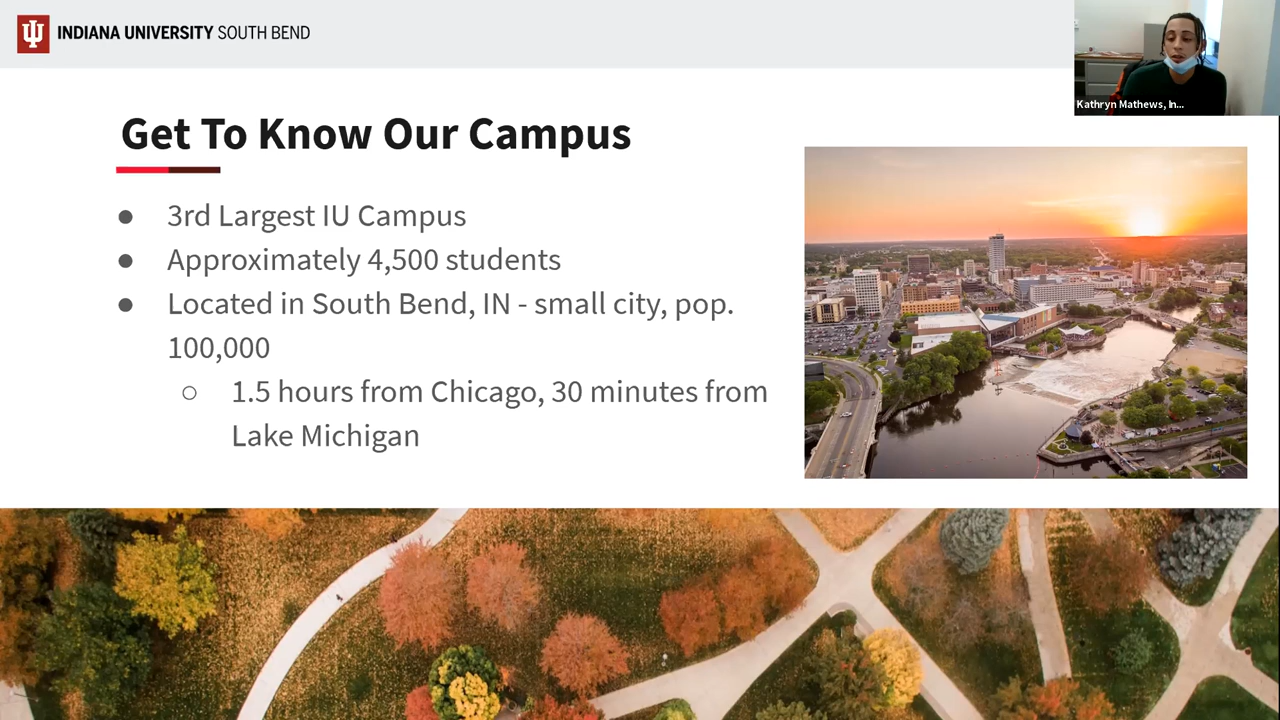 INDIANA UNIVERSITY SOUTH BEND
Kathryn Mathews, In...
Get To Know Our Campus
● 3rd Largest IU Campus
● Approximately 4,500 students
● Located in South Bend, IN - small city, pop.
100,000
○ 1.5 hours from Chicago, 30 minutes from
Lake Michigan